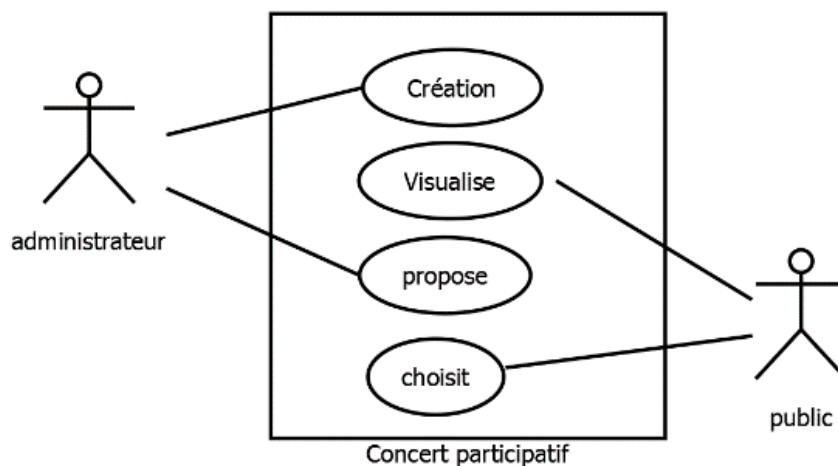 Création
Visualise
administrateur
propose
choisit
public
Concert participatif